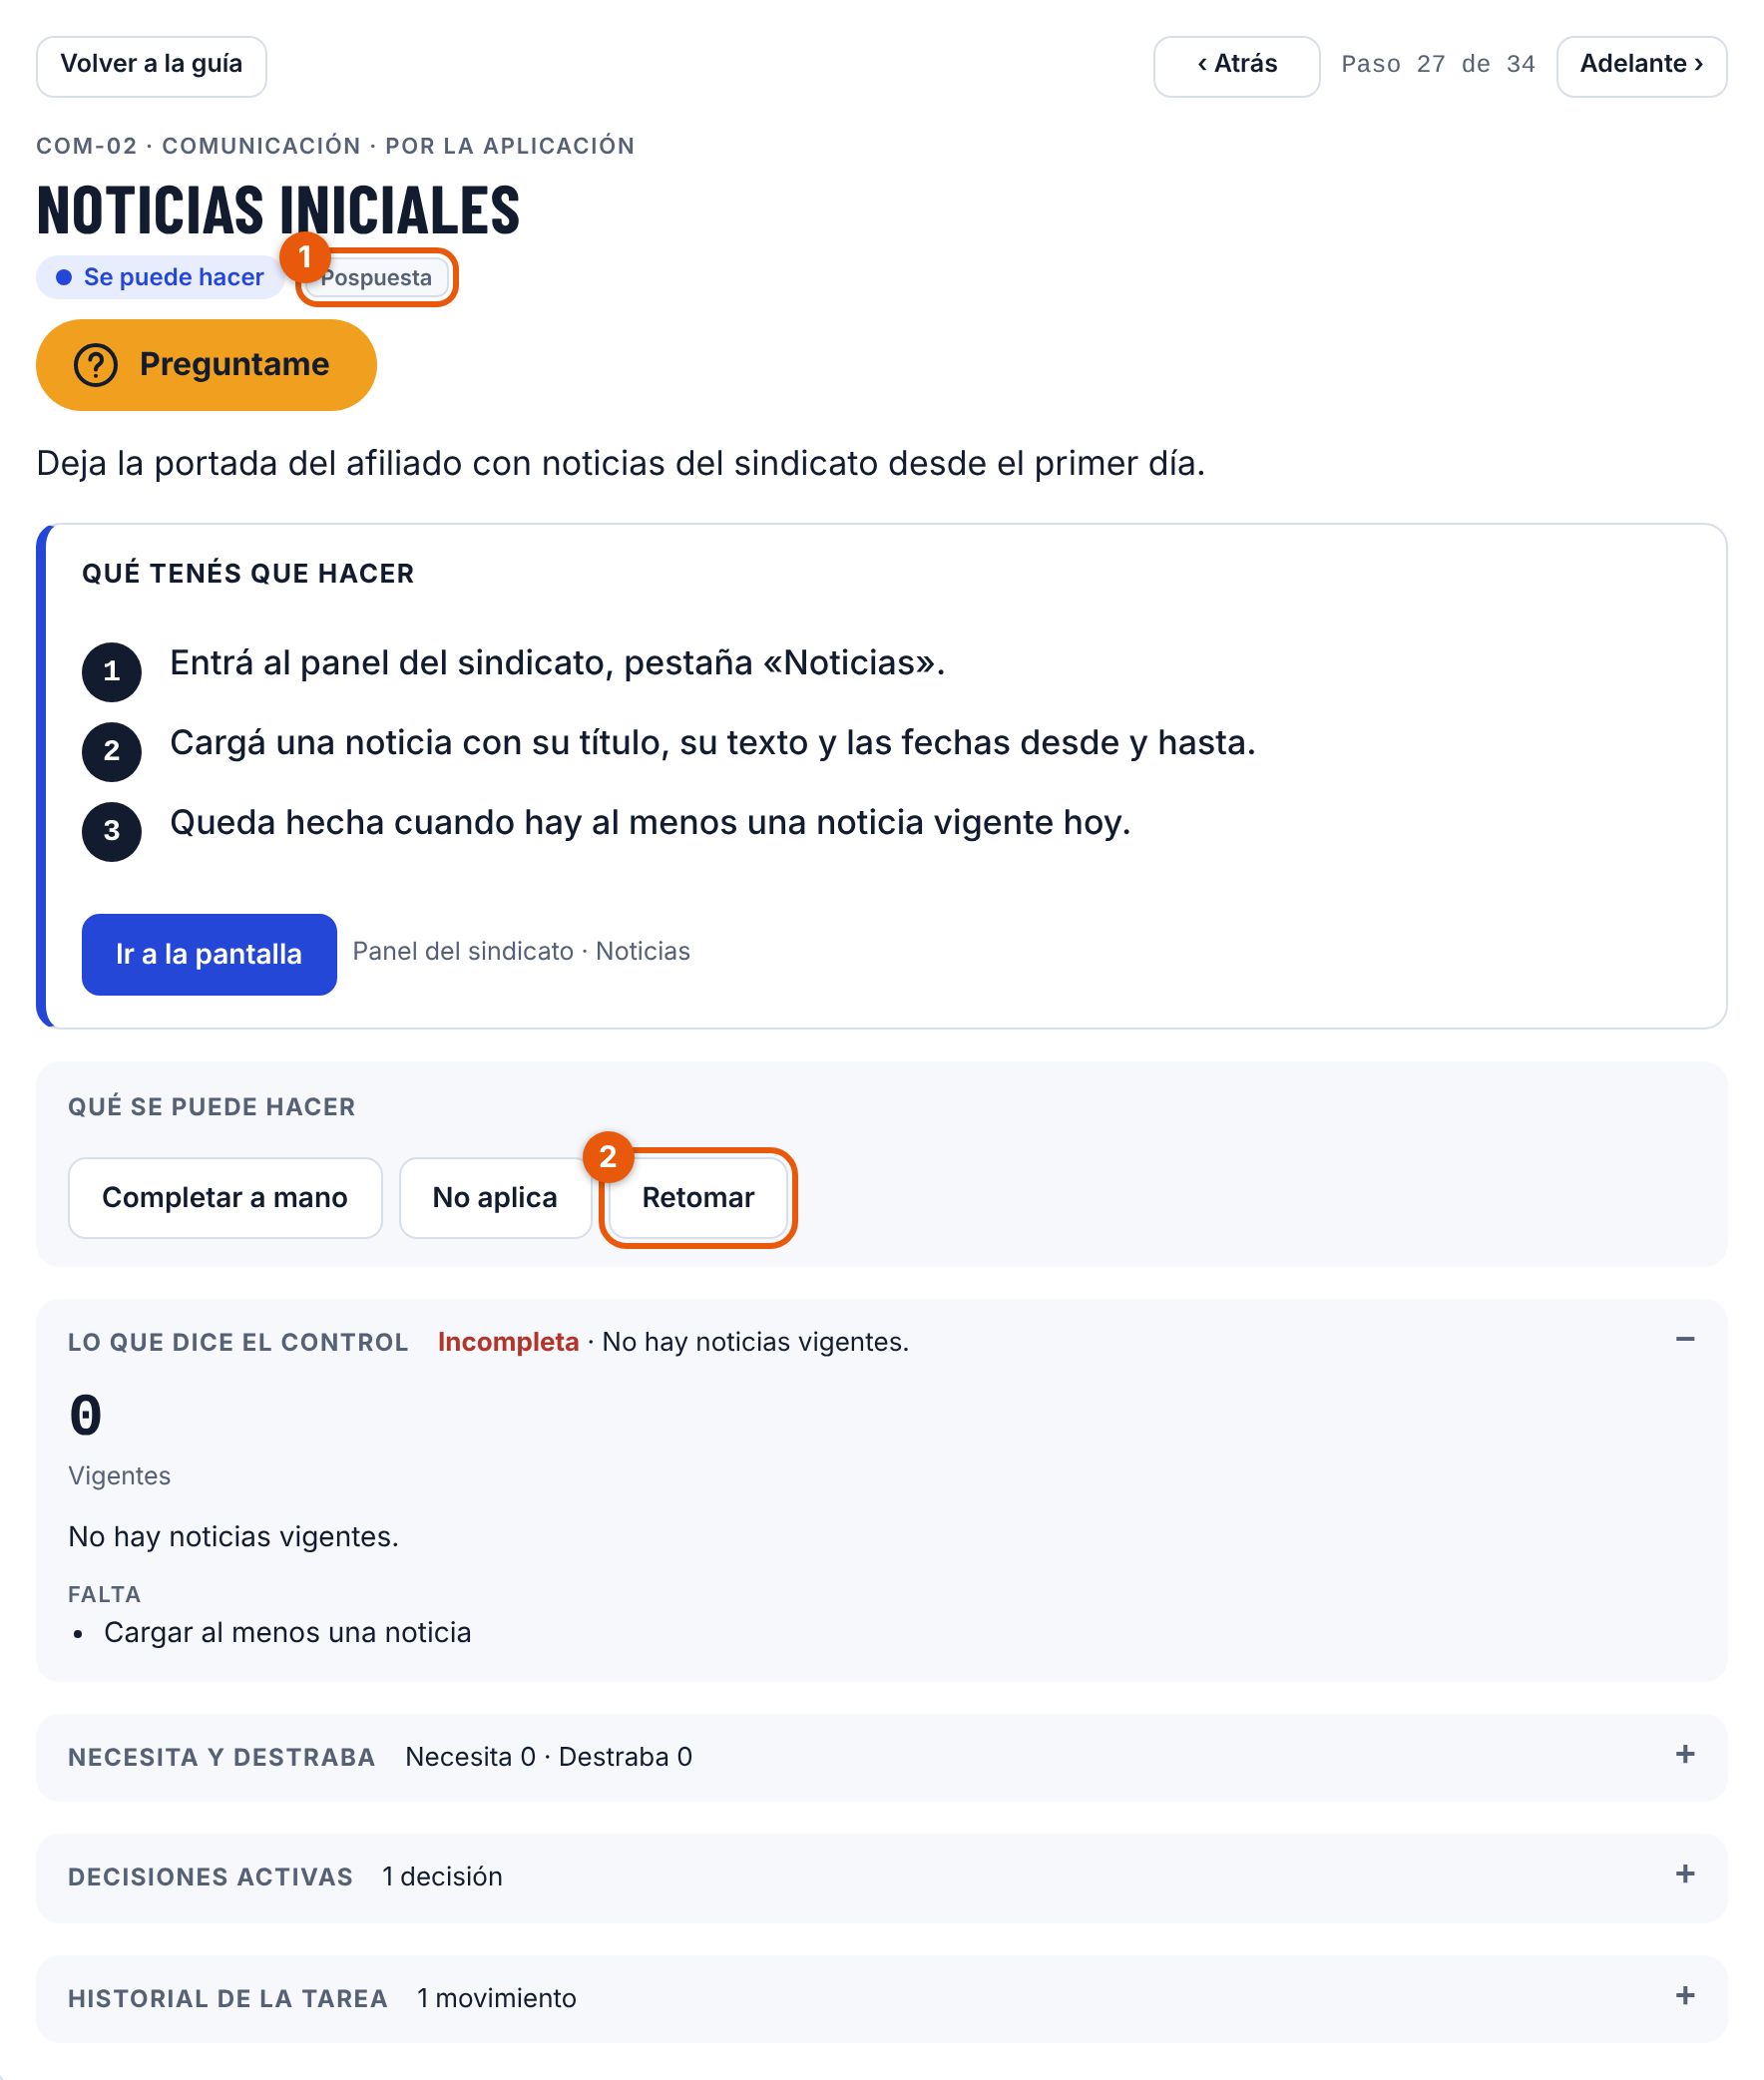 Volver a la guía
‹ Atrás Paso 27 de 34 Adelante ›
COM-02 · COMUNICACIÓN · POR LA APLICACIÓN
NOTICIAS INICIALES
Se puede hacer 1 Pospuesta
? Preguntame
Deja la portada del afiliado con noticias del sindicato desde el primer día.
QUÉ TENÉS QUE HACER
1 Entrá al panel del sindicato, pestaña «Noticias».
2 Cargá una noticia con su título, su texto y las fechas desde y hasta.
3 Queda hecha cuando hay al menos una noticia vigente hoy.
Ir a la pantalla Panel del sindicato · Noticias
QUÉ SE PUEDE HACER
Completar a mano No aplica 2 Retomar
LO QUE DICE EL CONTROL Incompleta · No hay noticias vigentes. −
0
Vigentes
No hay noticias vigentes.
FALTA
• Cargar al menos una noticia
NECESITA Y DESTRABA Necesita 0 · Destraba 0 +
DECISIONES ACTIVAS 1 decisión +
HISTORIAL DE LA TAREA 1 movimiento +